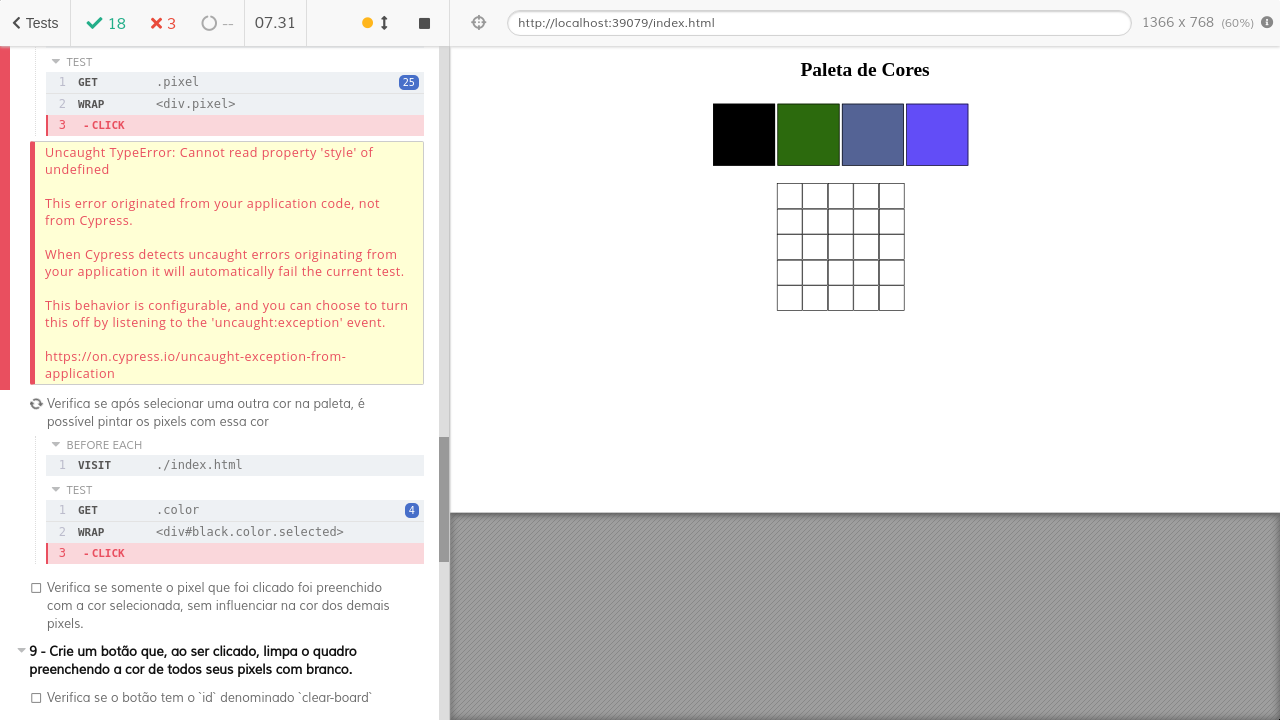 Tests 18 3 -- 07.31
http://localhost:39079/index.html 1366 x 768 (60%)
TEST
1 GET .pixel 25
2 WRAP <div.pixel>
3 -CLICK
Uncaught TypeError: Cannot read property 'style' of
undefined
This error originated from your application code, not
from Cypress.
When Cypress detects uncaught errors originating from
your application it will automatically fail the current test.
This behavior is configurable, and you can choose to turn
this off by listening to the 'uncaught:exception' event.
https://on.cypress.io/uncaught-exception-from-
application
Verifica se após selecionar uma outra cor na paleta, é
possível pintar os pixels com essa cor
BEFORE EACH
1 VISIT ./index.html
TEST
1 GET .color 4
2 WRAP <div#black.color.selected>
3 -CLICK
Verifica se somente o pixel que foi clicado foi preenchido
com a cor selecionada, sem influenciar na cor dos demais
pixels.
9 - Crie um botão que, ao ser clicado, limpa o quadro
preenchendo a cor de todos seus pixels com branco.
Verifica se o botão tem o `id` denominado `clear-board`
Paleta de Cores